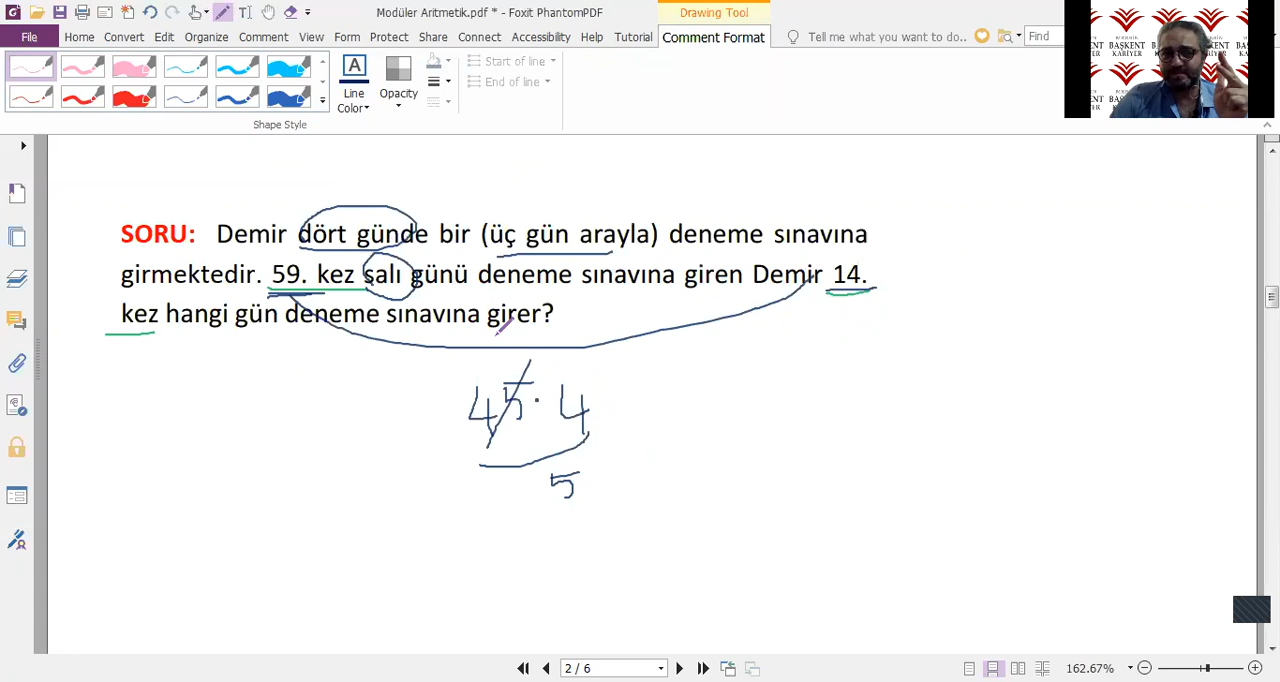 Modüler Aritmetik.pdf * - Foxit PhantomPDF
Drawing Tool
File Home Convert Edit Organize Comment View Form Protect Share Connect Accessibility Help Tutorial Comment Format Tell me what you want to do.. Find
Line Color
Opacity
Start of line
End of line
Shape Style
BAŞKENT KARİYER
SORU: Demir dört günde bir (üç gün arayla) deneme sınavına
girmektedir. 59. kez salı günü deneme sınavına giren Demir 14.
kez hangi gün deneme sınavına girer?
45 · 4
5
2 / 6
162.67%